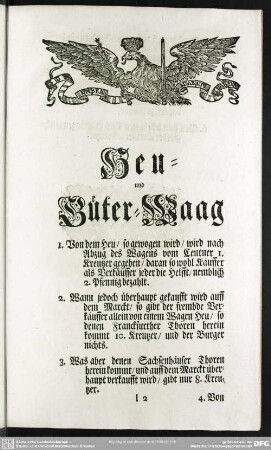 Heu-
und
Güter-Waag
1. Von dem Heu / so gewogen wird / wird nach
Abzug des Wagens vom Centner 1.
Kreutzer gegeben / daran so wohl Käuffer
als Verkäuffer jeder die Helfft / nemblich
2. Pfennig bezahlt.
2. Wann jedoch überhaupt gekaufft wird auff
dem Marckt / so gibt der frembde Ver-
käuffer allein von einem Wagen Heu / so
denen Franckfurther Thoren herein
kommt 10. Kreutzer / und der Burger
nichts.
3. Was aber denen Sachsenhäuser Thoren
herein kommt / und auff dem Marckt über-
haupt verkaufft wird / gibt nur 8. Kreu-
tzer.
l 2
4. Von